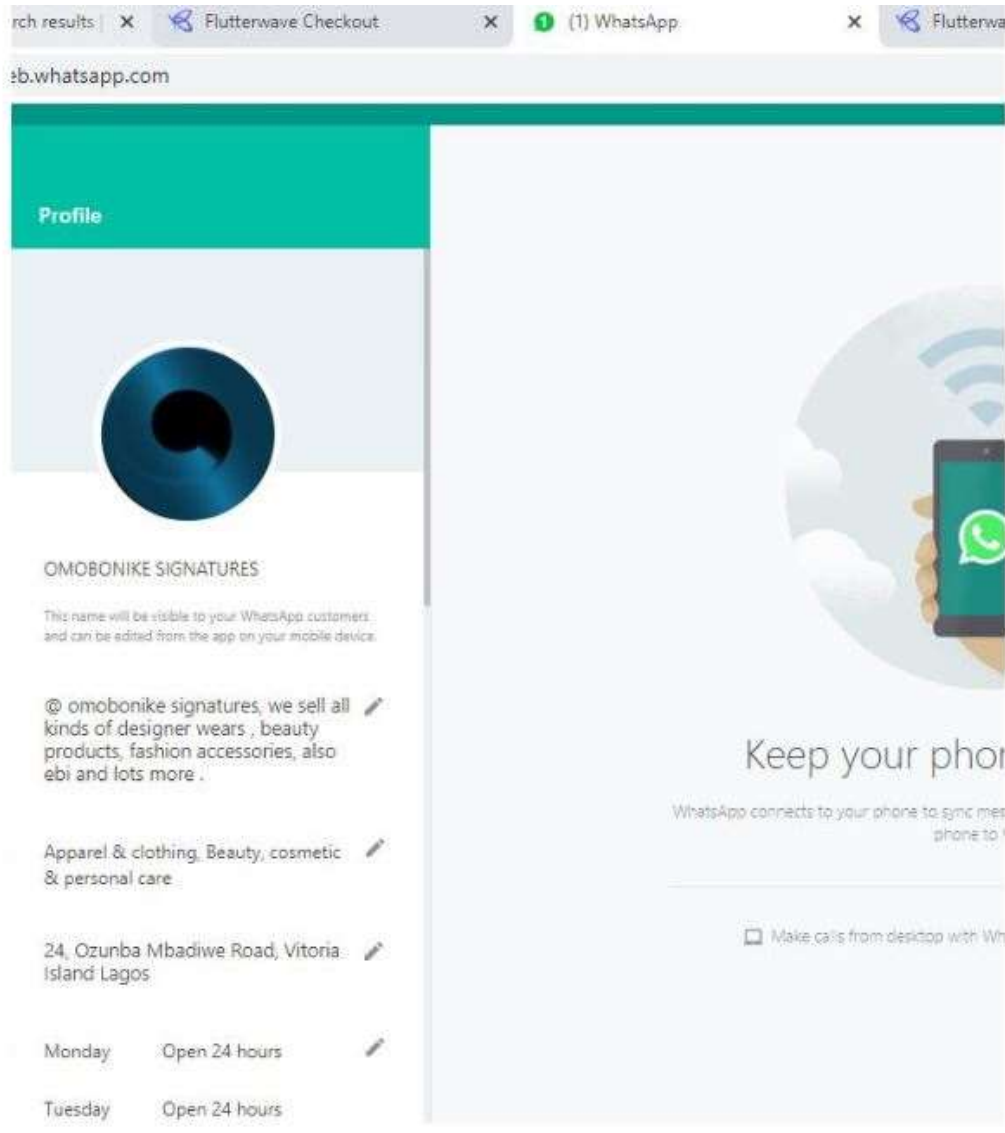 rch results |
Flutterwave Checkout
(1) WhatsApp
Flutterwa
eb.whatsapp.com
Profile
OMOBONIKE SIGNATURES
This name will be visible to your WhatsApp customers
and can be edited from the app on your mobile device.
@ omobonike signatures, we sell all
kinds of designer wears , beauty
products, fashion accessories, also
ebi and lots more .
Apparel & clothing, Beauty, cosmetic
& personal care
24, Ozunba Mbadiwe Road, Vitoria
Island Lagos
Monday Open 24 hours
Tuesday Open 24 hours
Keep your phon
WhatsApp connects to your phone to sync mes
phone to
Make calls from desktop with Wh